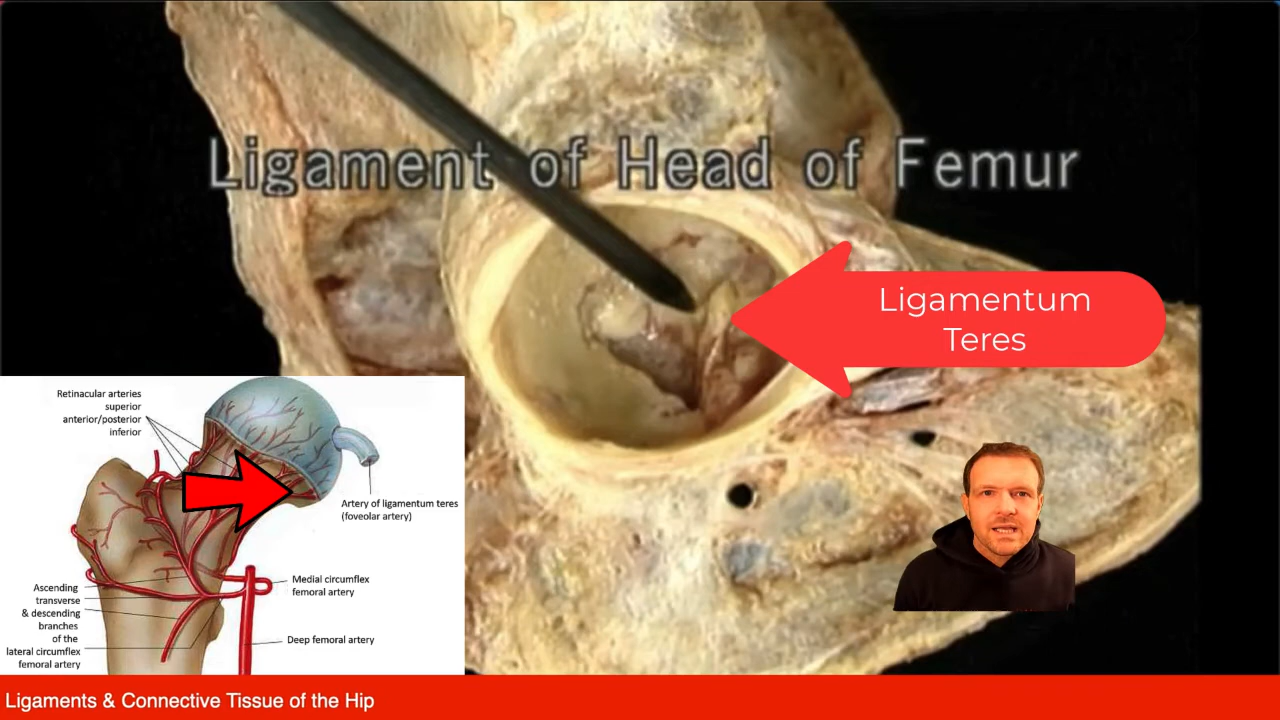 Ligament of Head of Femur
Ligamentum
Teres
Retinacular arteries
superior
anterior/posterior
inferior
Artery of ligamentum teres
(foveolar artery)
Ascending
transverse
& descending
branches
of the
lateral circumflex
femoral artery
Medial circumflex
femoral artery
Deep femoral artery
Ligaments & Connective Tissue of the Hip